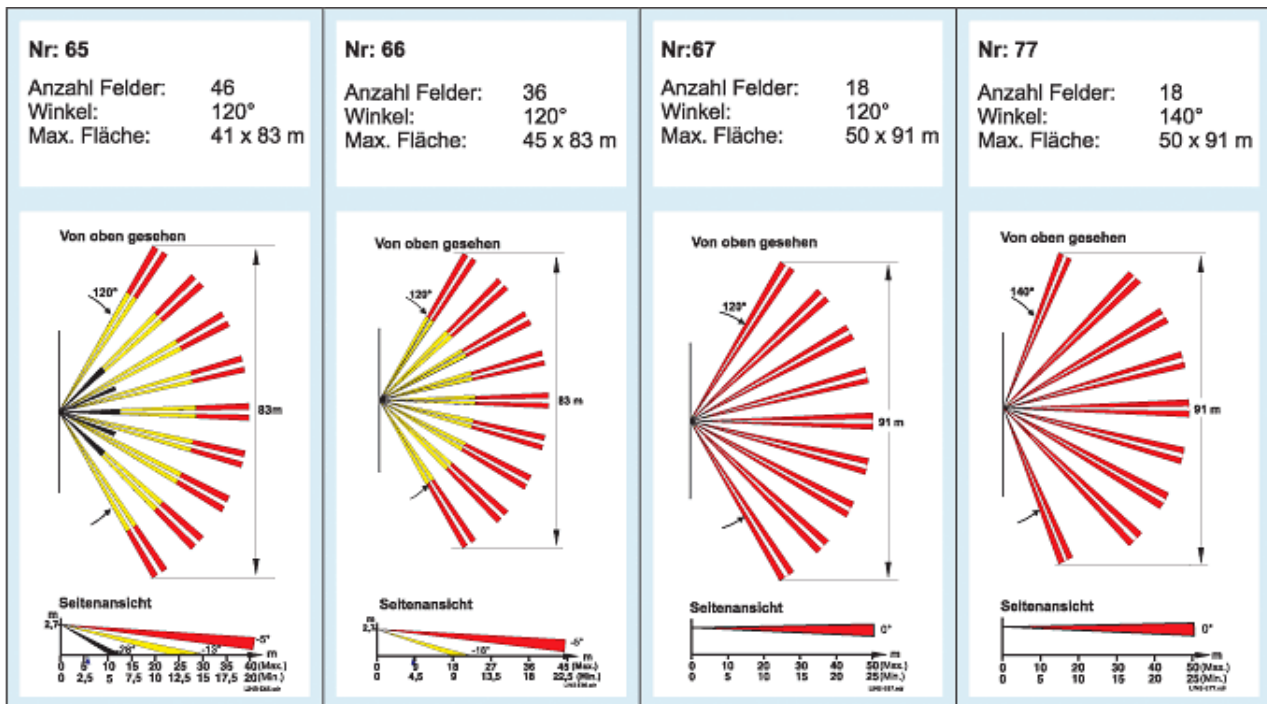 Nr: 65
Anzahl Felder: 46
Winkel: 120°
Max. Fläche: 41 x 83 m
Von oben gesehen
120°
83m
Seitenansicht
m
2,7
-5°
-13°
m
0 5 10 15 20 25 30 35 40 (Max.)
0 2,5 5 7,5 10 12,5 15 17,5 20 (Min.)
Nr: 66
Anzahl Felder: 36
Winkel: 120°
Max. Fläche: 45 x 83 m
Von oben gesehen
120°
83 m
Seitenansicht
m
2,7
m
0 9 18 27 36 45 (Max.)
0 4,5 9 13,5 18 22,5 (Min.)
Nr:67
Anzahl Felder: 18
Winkel: 120°
Max. Fläche: 50 x 91 m
Von oben gesehen
120°
91 m
Seitenansicht
0°
m
0 10 20 30 40 50 (Max.)
0 5 10 15 20 25 (Min.)
Nr: 77
Anzahl Felder: 18
Winkel: 140°
Max. Fläche: 50 x 91 m
Von oben gesehen
140°
91 m
Seitenansicht
0°
m
0 10 20 30 40 50 (Max.)
0 5 10 15 20 25 (Min.)